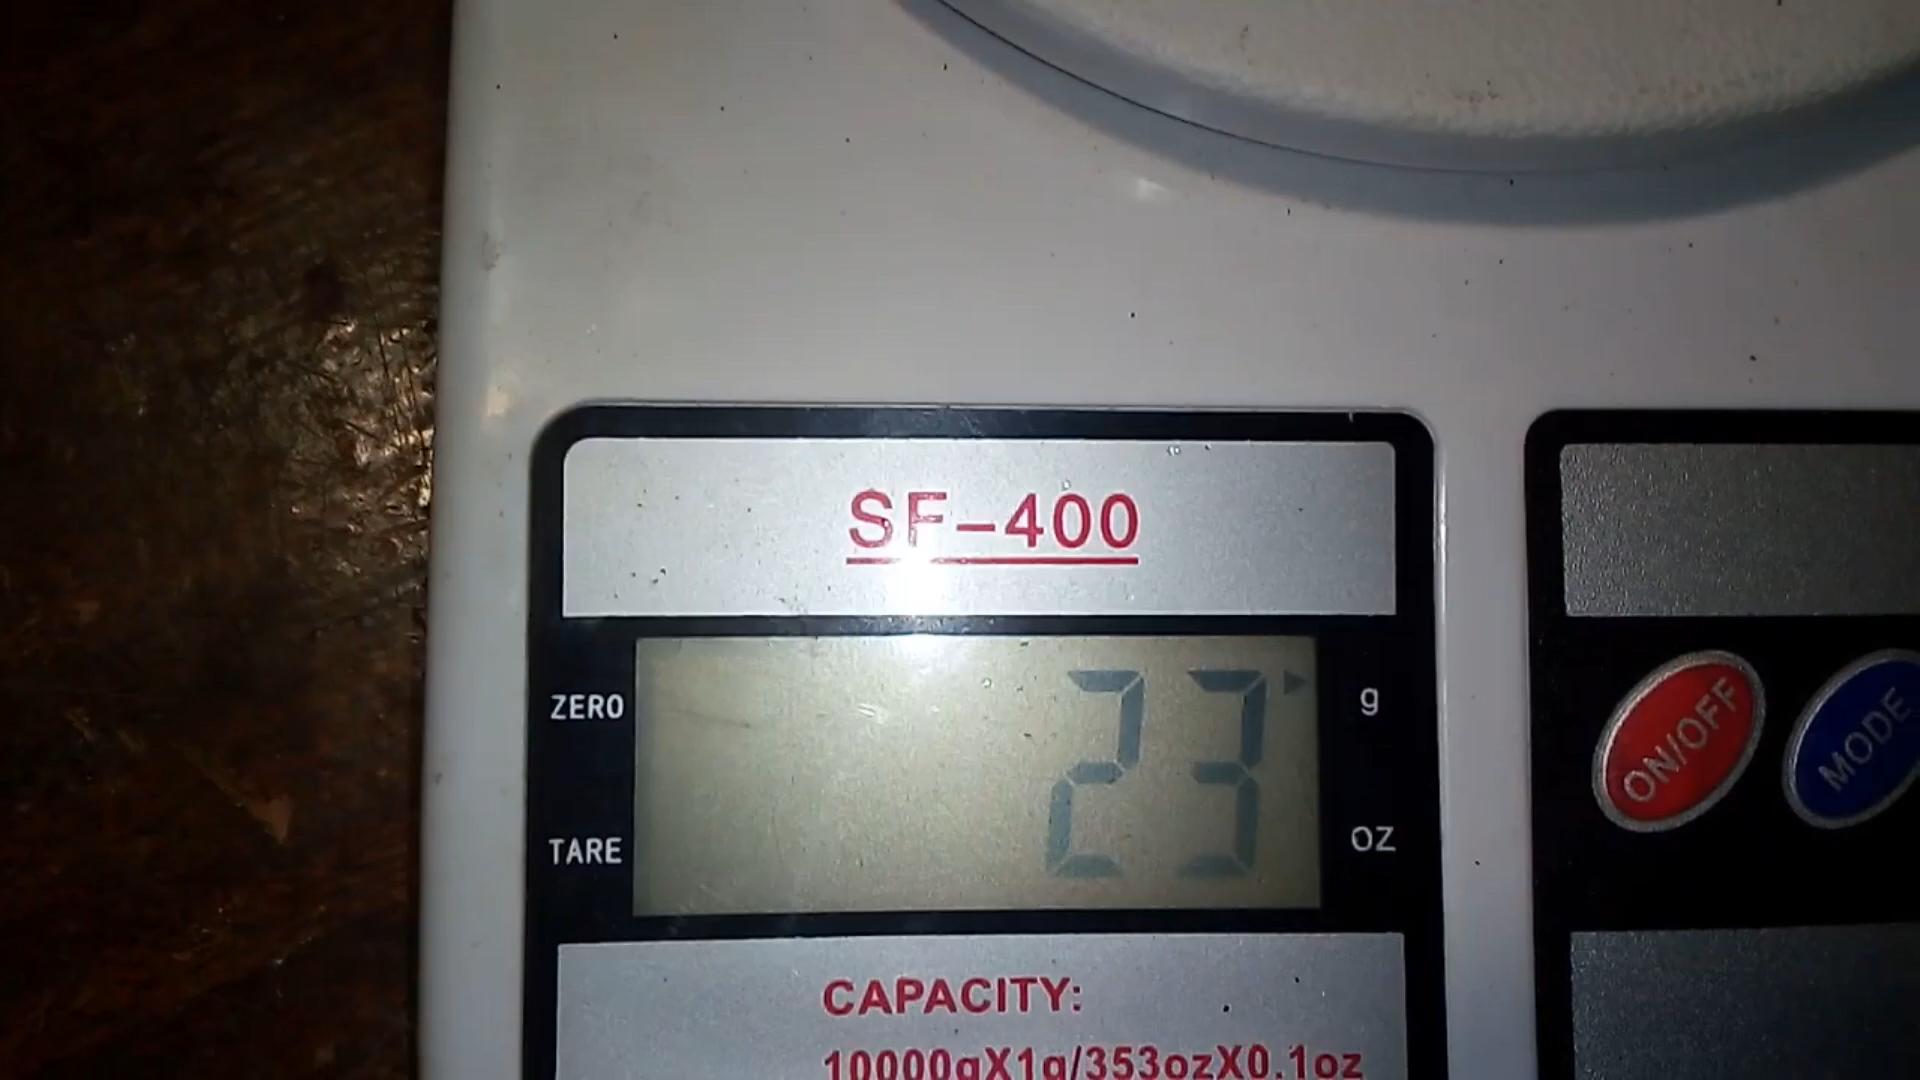 SF-400
ZERO
23
g
TARE
oz
ON/OFF
MODE
CAPACITY:
10000gX1g/353ozX0.1oz